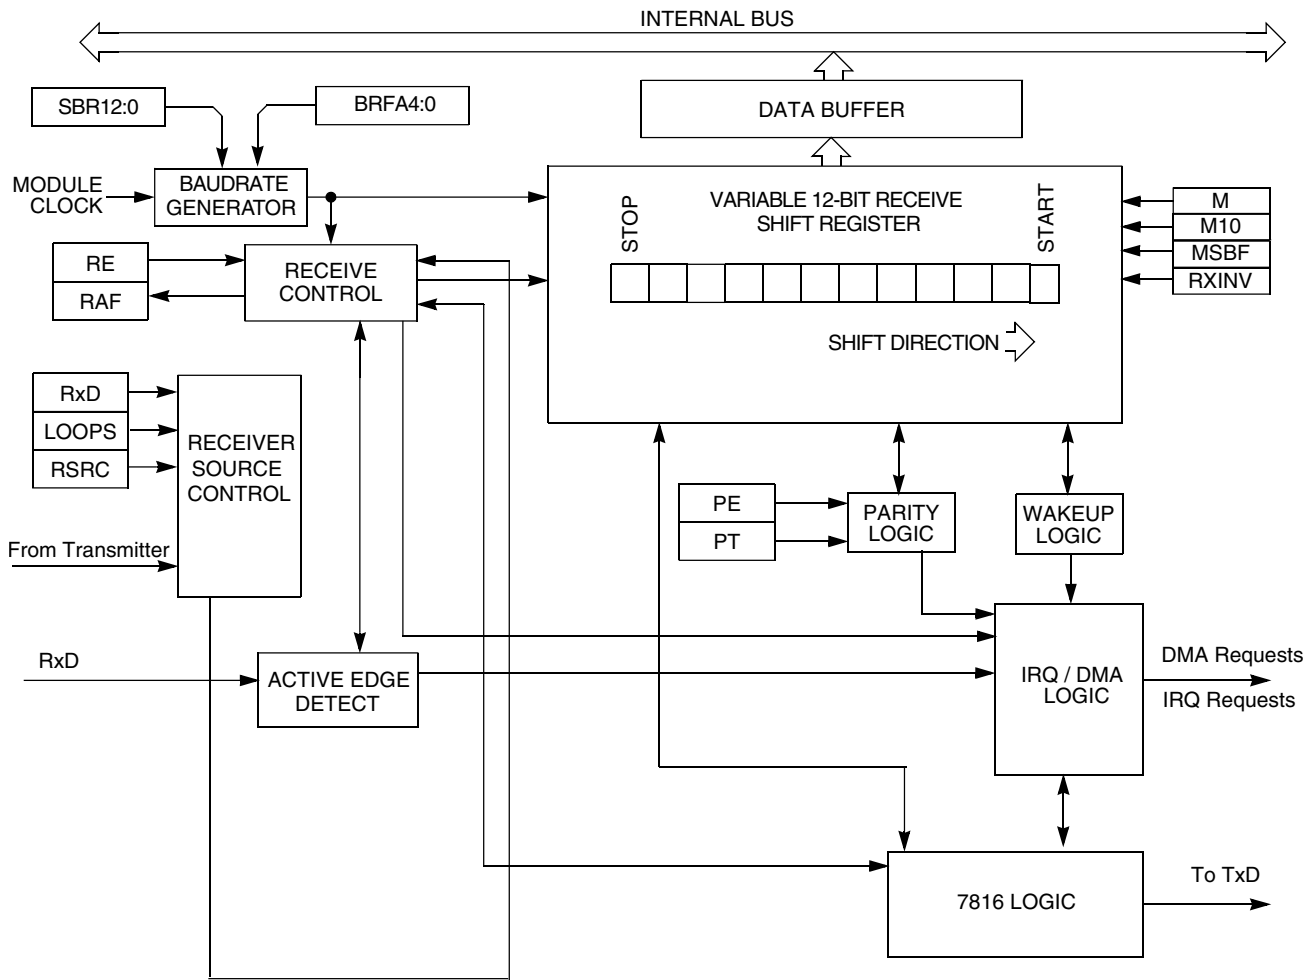 INTERNAL BUS
SBR12:0
BRFA4:0
DATA BUFFER
MODULE
CLOCK
BAUDRATE
GENERATOR
STOP
VARIABLE 12-BIT RECEIVE
SHIFT REGISTER
START
M
M10
MSBF
RXINV
RE
RAF
RECEIVE
CONTROL
SHIFT DIRECTION
RxD
LOOPS
RSRC
RECEIVER
SOURCE
CONTROL
From Transmitter
PE
PT
PARITY
LOGIC
WAKEUP
LOGIC
RxD
ACTIVE EDGE
DETECT
IRQ / DMA
LOGIC
DMA Requests
IRQ Requests
7816 LOGIC
To TxD